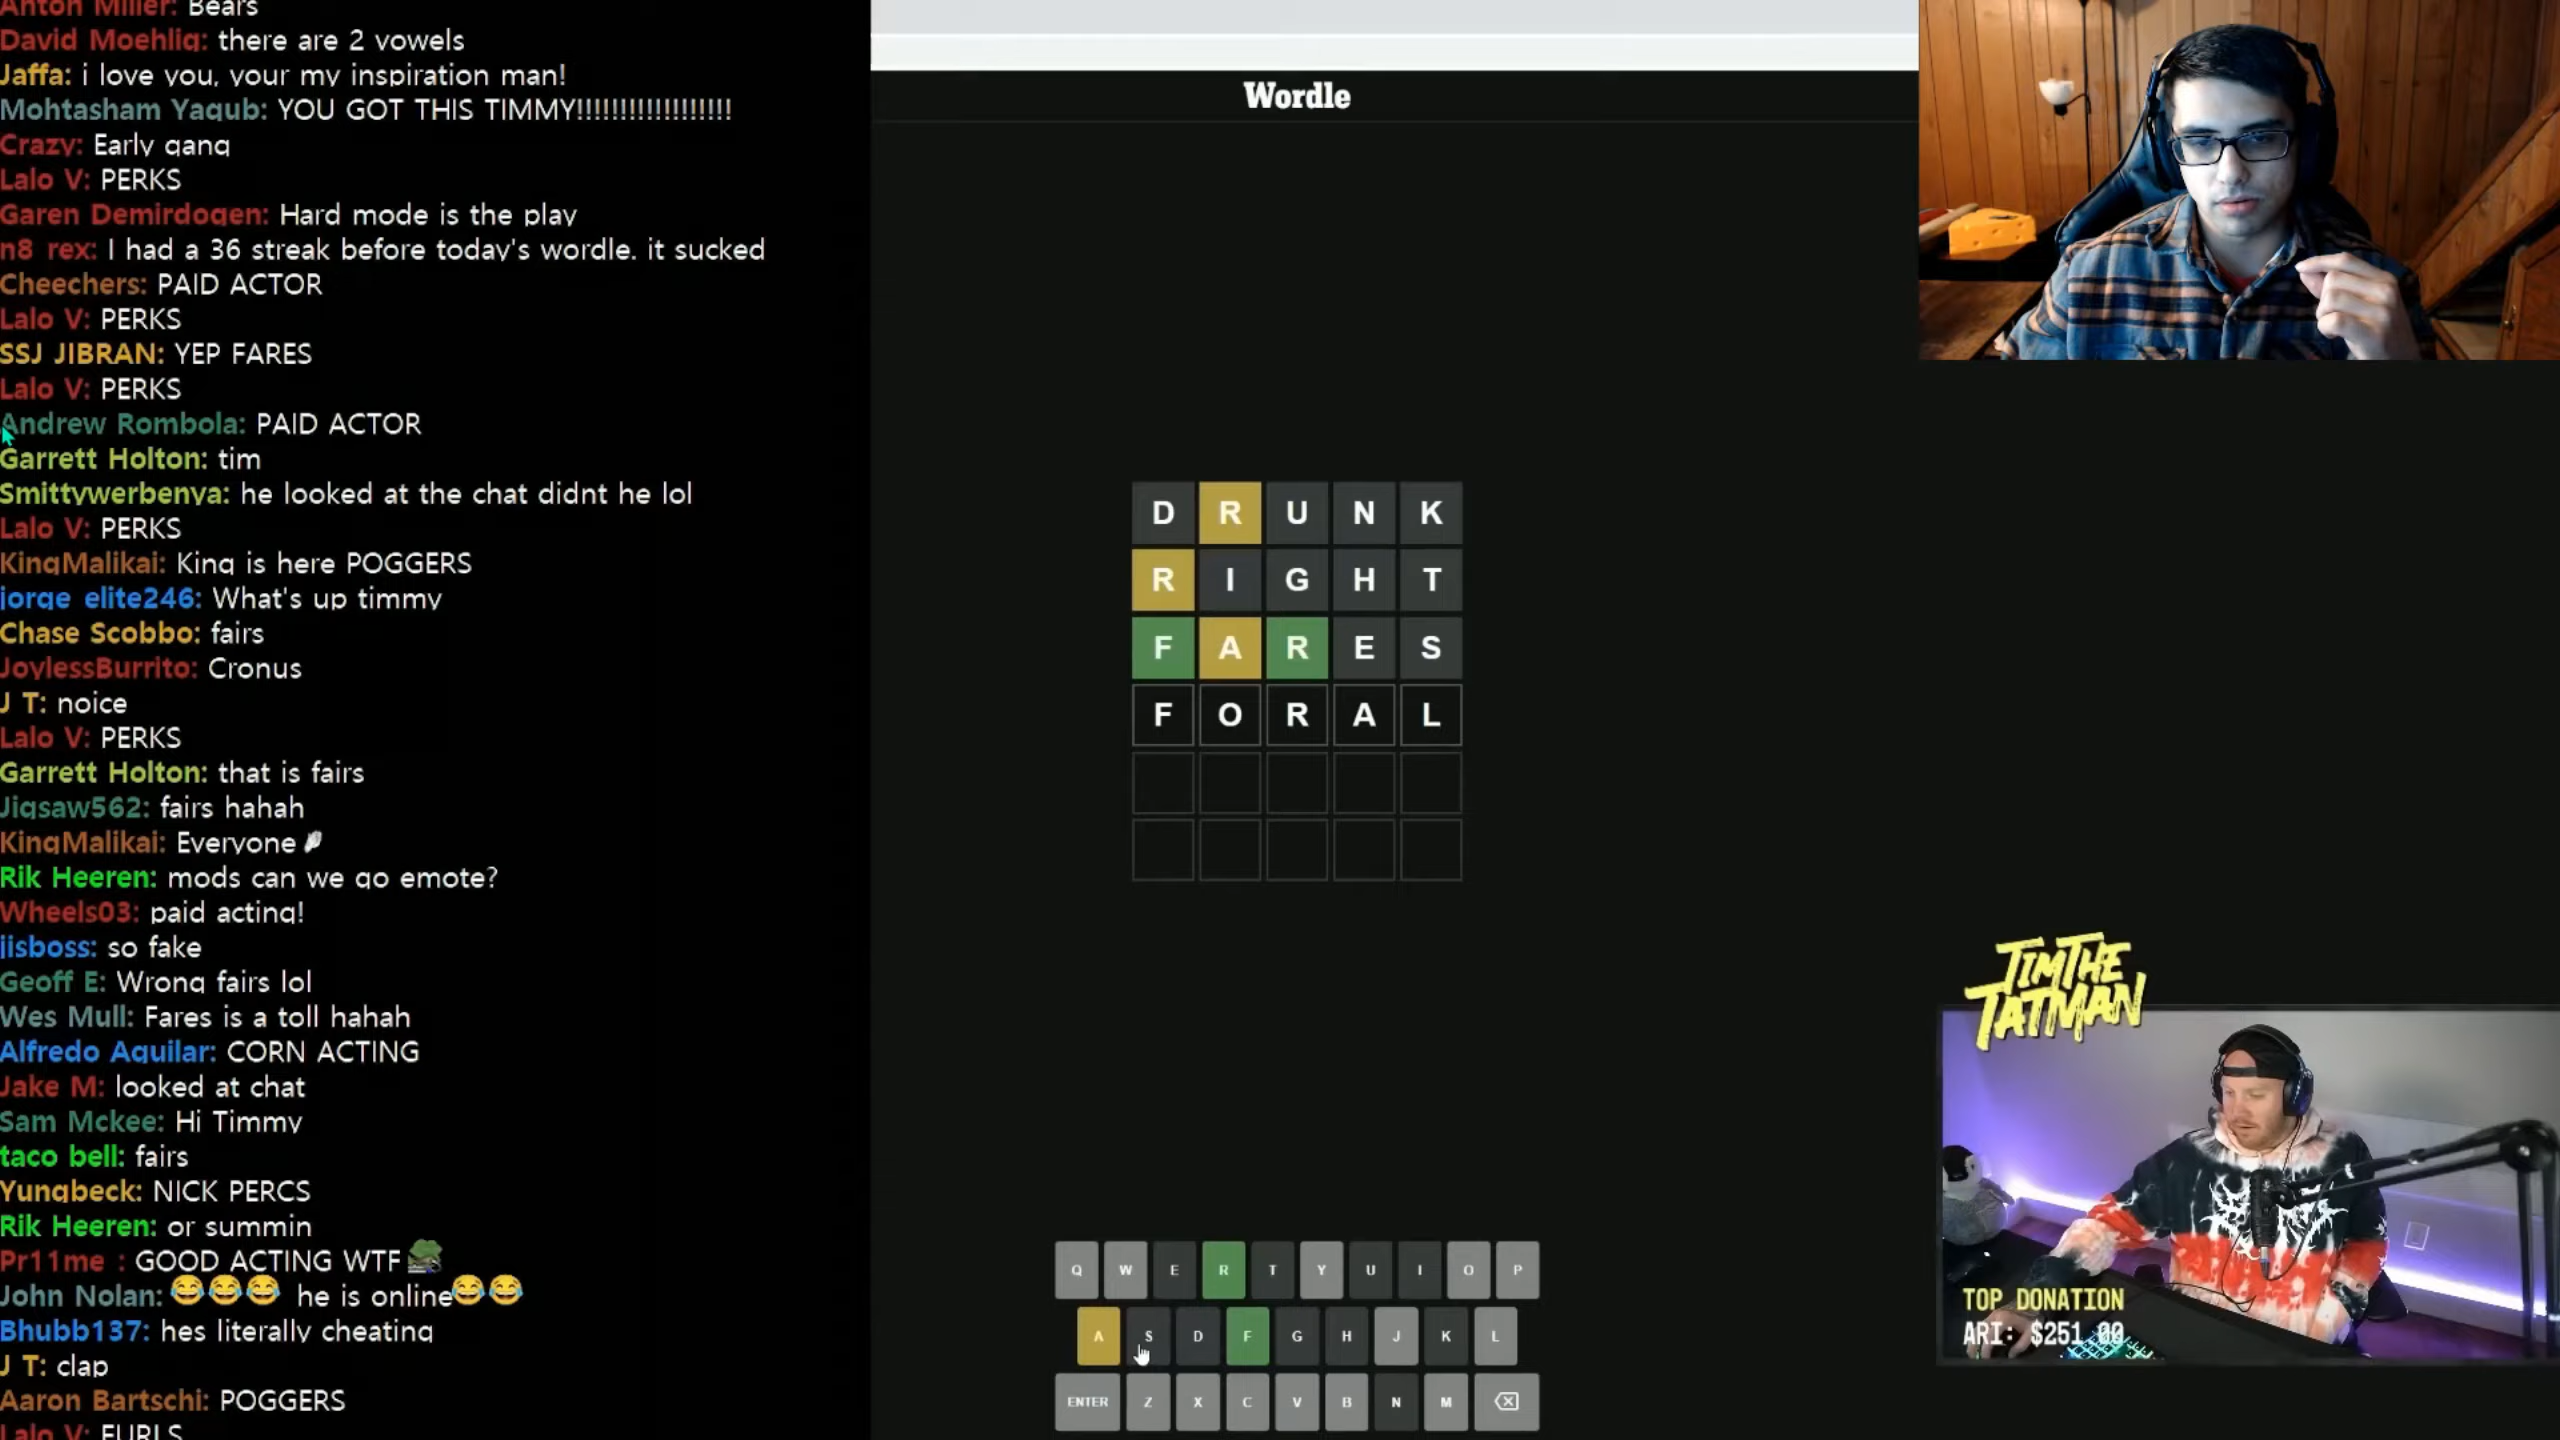 Anton Miller: Bears
David Moehlig: there are 2 vowels
Jaffa: i love you, your my inspiration man!
Mohtasham Yaqub: YOU GOT THIS TIMMY!!!!!!!!!!!!!!!!!!!
Crazy: Early gang
Lalo V: PERKS
Garen Demirdogen: Hard mode is the play
n8 rex: I had a 36 streak before today's wordle. it sucked
Cheechers: PAID ACTOR
Lalo V: PERKS
SSJ JIBRAN: YEP FARES
Lalo V: PERKS
Andrew Rombola: PAID ACTOR
Garrett Holton: tim
Smittywerbenya: he looked at the chat didnt he lol
Lalo V: PERKS
KingMalikai: King is here POGGERS
jorge elite246: What's up timmy
Chase Scobbo: fairs
JoylessBurrito: Cronus
J T: noice
Lalo V: PERKS
Garrett Holton: that is fairs
Jigsaw562: fairs hahah
KingMalikai: Everyone
Rik Heeren: mods can we go emote?
Wheels03: paid acting!
jisboss: so fake
Geoff E: Wrong fairs lol
Wes Mull: Fares is a toll hahah
Alfredo Aguilar: CORN ACTING
Jake M: looked at chat
Sam Mckee: Hi Timmy
taco bell: fairs
Yungbeck: NICK PERCS
Rik Heeren: or summin
Pr11me : GOOD ACTING WTF
John Nolan: 😂😂😂 he is online😂😂
Bhubb137: hes literally cheating
J T: clap
Aaron Bartschi: POGGERS
Lalo V: FURLS
Wordle
D R U N K
R I G H T
F A R E S
F O R A L
Q W E R T Y U I O P
A S D F G H J K L
ENTER Z X C V B N M
TIMTHE
TATMAN
TOP DONATION
ARI: $251.00